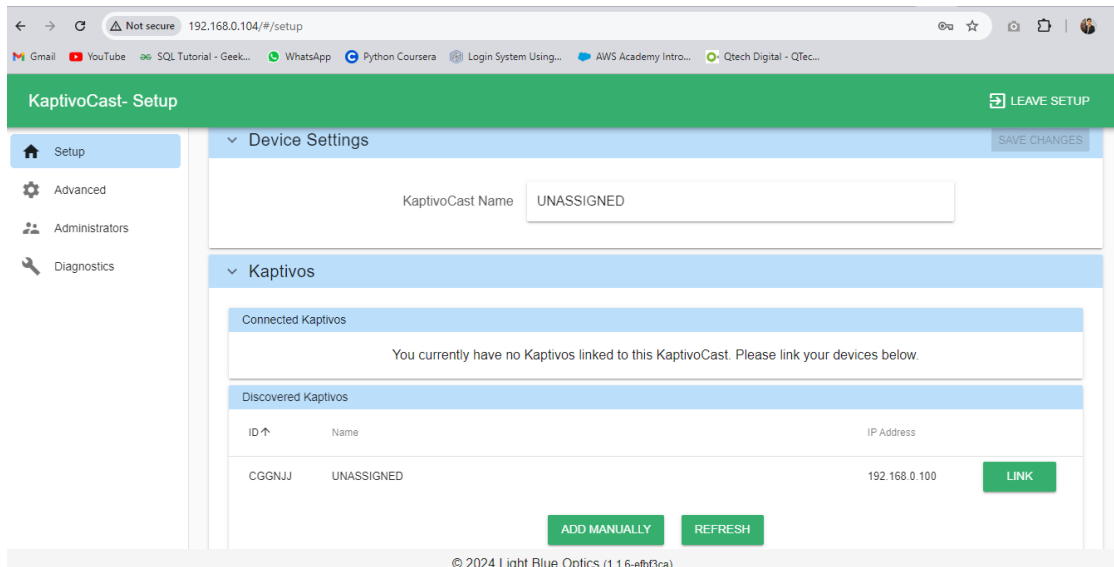 Not secure 192.168.0.104/#/setup
Gmail YouTube SQL Tutorial - Geek... WhatsApp Python Coursera Login System Using... AWS Academy Intro... Qtech Digital - QTec...
KaptivoCast- Setup LEAVE SETUP
Setup
Advanced
Administrators
Diagnostics
Device Settings SAVE CHANGES
KaptivoCast Name UNASSIGNED
Kaptivos
Connected Kaptivos
You currently have no Kaptivos linked to this KaptivoCast. Please link your devices below.
Discovered Kaptivos
ID Name IP Address
CGGNJJ UNASSIGNED 192.168.0.100 LINK
ADD MANUALLY REFRESH
© 2024 Light Blue Optics (1.1.6-efbf3ca)